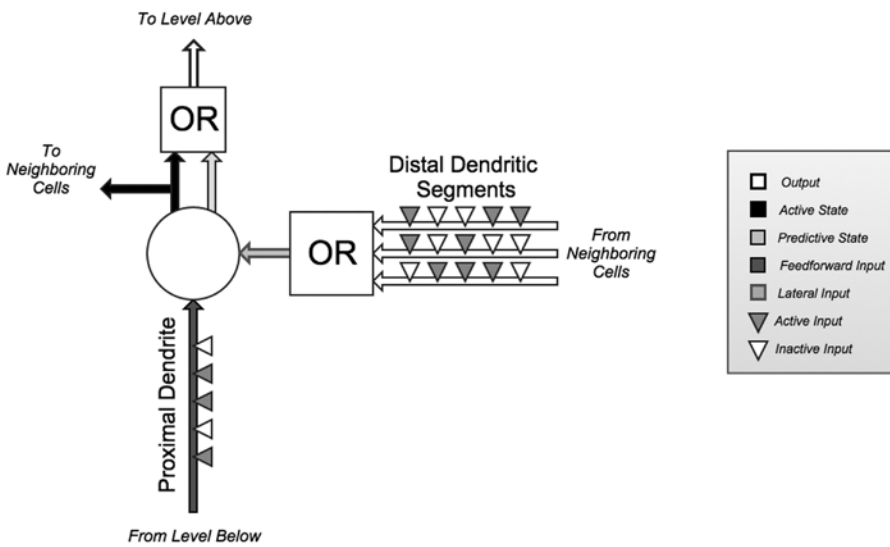 To Level Above
OR
To
Neighboring
Cells
Distal Dendritic
Segments
OR
From
Neighboring
Cells
Proximal Dendrite
From Level Below
Output
Active State
Predictive State
Feedforward Input
Lateral Input
Active Input
Inactive Input